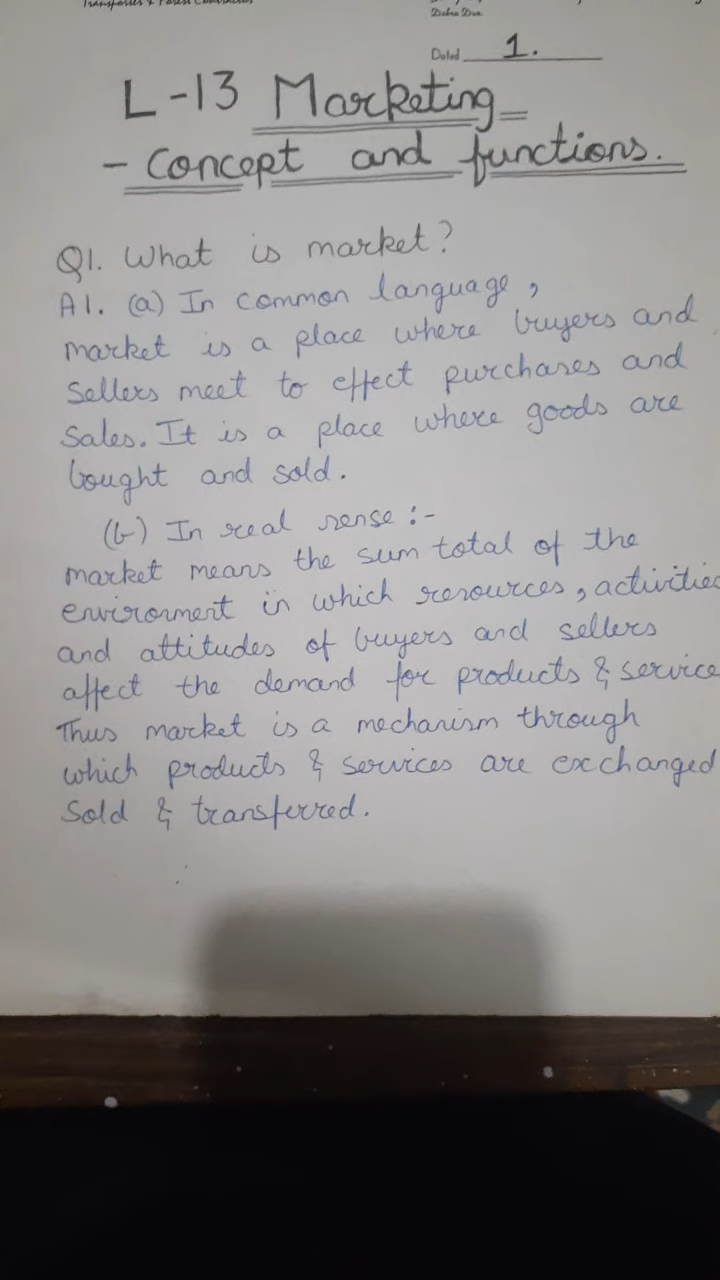 Dehra Dun
Dated 1.
L-13 Marketing
- Concept and functions.
Q1. What is market?
A1. (a) In common language,
market is a place where buyers and
sellers meet to effect purchases and
sales. It is a place where goods are
bought and sold.
(b) In real sense :-
market means the sum total of the
environment in which resources, activities
and attitudes of buyers and sellers
affect the demand for products & service
Thus market is a mechanism through
which products & services are exchanged
sold & transferred.